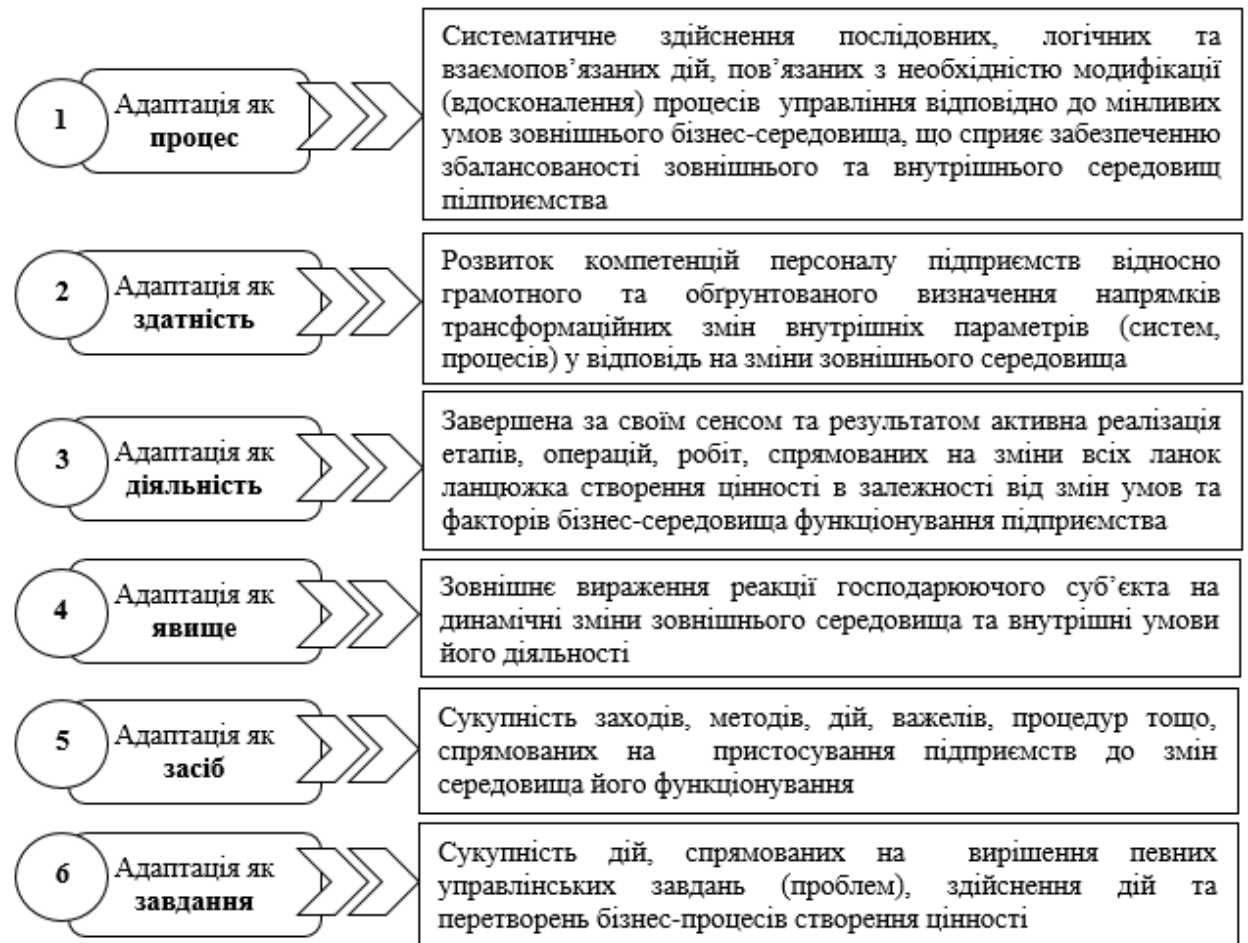 1
Адаптація як
процес
Систематичне здійснення послідовних, логічних та
взаємопов’язаних дій, пов’язаних з необхідністю модифікації
(вдосконалення) процесів управління відповідно до мінливих
умов зовнішнього бізнес-середовища, що сприяє забезпеченню
збалансованості зовнішнього та внутрішнього середовищ
підприємства
2
Адаптація як
здатність
Розвиток компетенцій персоналу підприємств відносно
грамотного та обґрунтованого визначення напрямків
трансформаційних змін внутрішніх параметрів (систем,
процесів) у відповідь на зміни зовнішнього середовища
3
Адаптація як
діяльність
Завершена за своїм сенсом та результатом активна реалізація
етапів, операцій, робіт, спрямованих на зміни всіх ланок
ланцюжка створення цінності в залежності від змін умов та
факторів бізнес-середовища функціонування підприємства
4
Адаптація як
явище
Зовнішнє вираження реакції господарюючого суб’єкта на
динамічні зміни зовнішнього середовища та внутрішні умови
його діяльності
5
Адаптація як
засіб
Сукупність заходів, методів, дій, важелів, процедур тощо,
спрямованих на пристосування підприємств до змін
середовища його функціонування
6
Адаптація як
завдання
Сукупність дій, спрямованих на вирішення певних
управлінських завдань (проблем), здійснення дій та
перетворень бізнес-процесів створення цінності